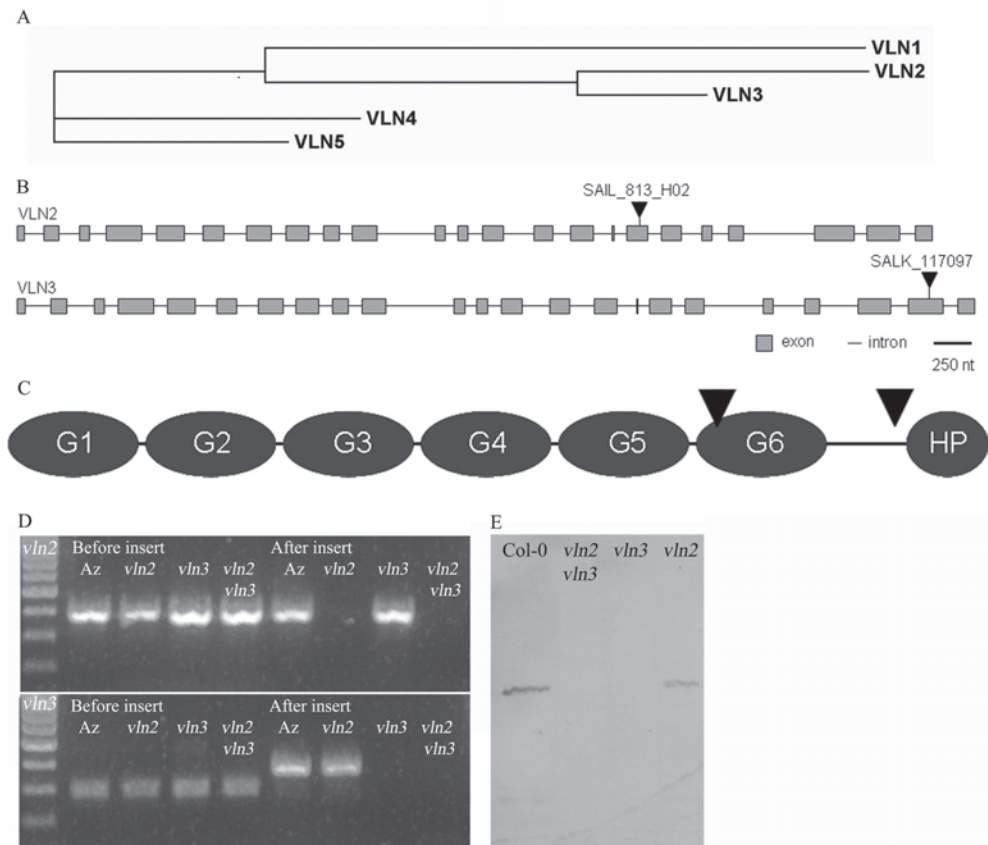 A
VLN1
VLN2
VLN3
VLN4
VLN5
B
SAIL_813_H02
VLN2
SALK_117097
VLN3
exon intron 250 nt
C
G1 G2 G3 G4 G5 G6 HP
D
vln2 Before insert After insert
Az vln2 vln3 vln2 vln3 Az vln2 vln3 vln2 vln3
vln3 Before insert After insert
Az vln2 vln3 vln2 vln3 Az vln2 vln3 vln2 vln3
E
Col-0 vln2 vln3 vln3 vln2